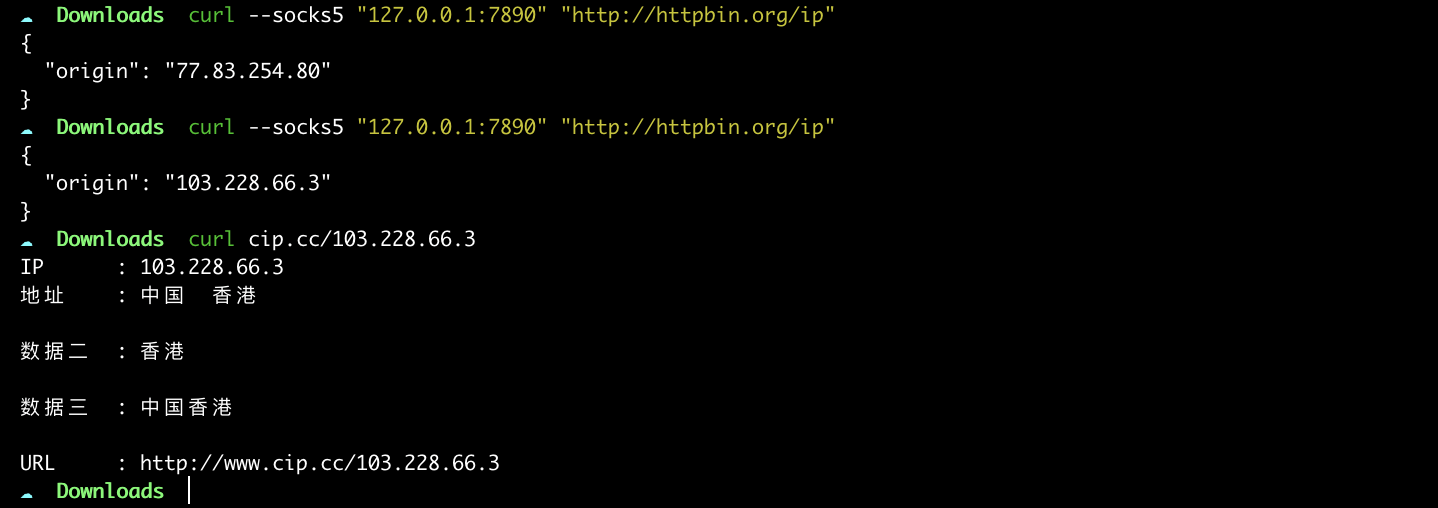 Downloads curl --socks5 "127.0.0.1:7890" "http://httpbin.org/ip"
{
"origin": "77.83.254.80"
}
Downloads curl --socks5 "127.0.0.1:7890" "http://httpbin.org/ip"
{
"origin": "103.228.66.3"
}
Downloads curl cip.cc/103.228.66.3
IP : 103.228.66.3
地址 : 中国 香港
数据二 : 香港
数据三 : 中国香港
URL : http://www.cip.cc/103.228.66.3
Downloads